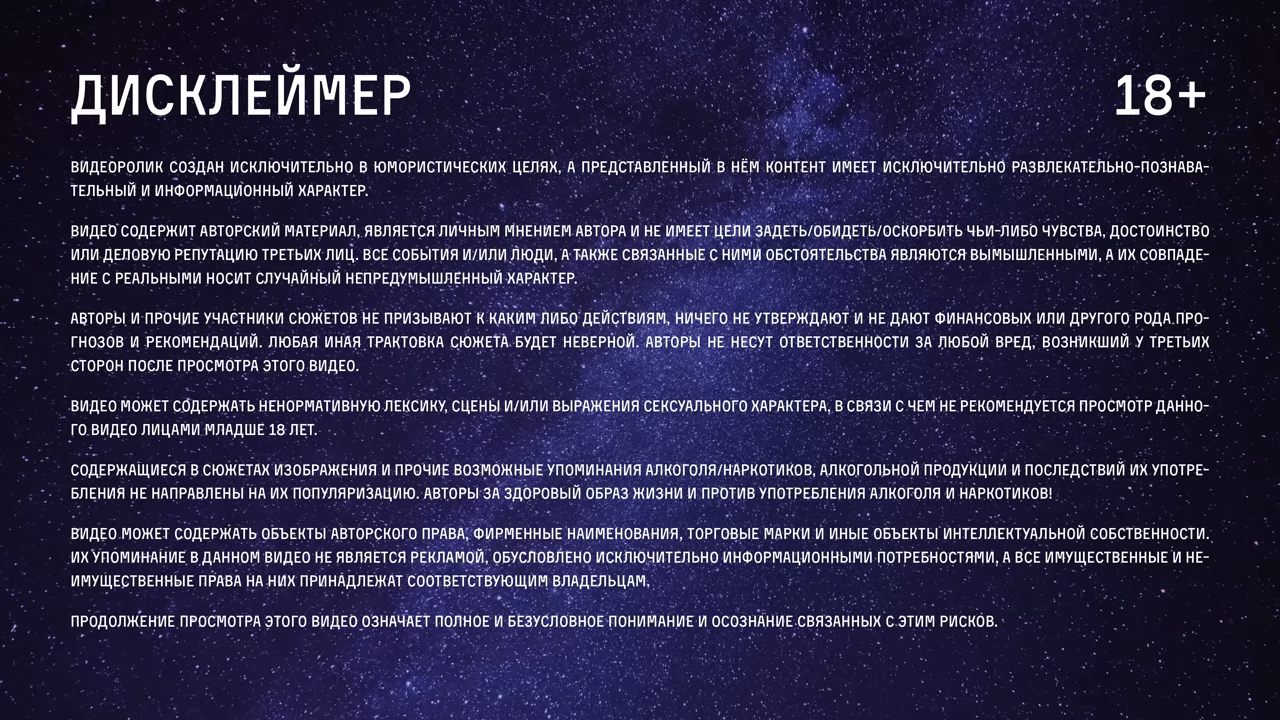 ДИСКЛЕЙМЕР
18+
ВИДЕОРОЛИК СОЗДАН ИСКЛЮЧИТЕЛЬНО В ЮМОРИСТИЧЕСКИХ ЦЕЛЯХ, А ПРЕДСТАВЛЕННЫЙ В НЁМ КОНТЕНТ ИМЕЕТ ИСКЛЮЧИТЕЛЬНО РАЗВЛЕКАТЕЛЬНО-ПОЗНАВА-
ТЕЛЬНЫЙ И ИНФОРМАЦИОННЫЙ ХАРАКТЕР.
ВИДЕО СОДЕРЖИТ АВТОРСКИЙ МАТЕРИАЛ, ЯВЛЯЕТСЯ ЛИЧНЫМ МНЕНИЕМ АВТОРА И НЕ ИМЕЕТ ЦЕЛИ ЗАДЕТЬ/ОБИДЕТЬ/ОСКОРБИТЬ ЧЬИ-ЛИБО ЧУВСТВА, ДОСТОИНСТВО
ИЛИ ДЕЛОВУЮ РЕПУТАЦИЮ ТРЕТЬИХ ЛИЦ. ВСЕ СОБЫТИЯ И/ИЛИ ЛЮДИ, А ТАКЖЕ СВЯЗАННЫЕ С НИМИ ОБСТОЯТЕЛЬСТВА ЯВЛЯЮТСЯ ВЫМЫШЛЕННЫМИ, А ИХ СОВПАДЕ-
НИЕ С РЕАЛЬНЫМИ НОСИТ СЛУЧАЙНЫЙ НЕПРЕДУМЫШЛЕННЫЙ ХАРАКТЕР.
АВТОРЫ И ПРОЧИЕ УЧАСТНИКИ СЮЖЕТОВ НЕ ПРИЗЫВАЮТ К КАКИМ ЛИБО ДЕЙСТВИЯМ, НИЧЕГО НЕ УТВЕРЖДАЮТ И НЕ ДАЮТ ФИНАНСОВЫХ ИЛИ ДРУГОГО РОДА ПРО-
ГНОЗОВ И РЕКОМЕНДАЦИЙ. ЛЮБАЯ ИНАЯ ТРАКТОВКА СЮЖЕТА БУДЕТ НЕВЕРНОЙ. АВТОРЫ НЕ НЕСУТ ОТВЕТСТВЕННОСТИ ЗА ЛЮБОЙ ВРЕД, ВОЗНИКШИЙ У ТРЕТЬИХ
СТОРОН ПОСЛЕ ПРОСМОТРА ЭТОГО ВИДЕО.
ВИДЕО МОЖЕТ СОДЕРЖАТЬ НЕНОРМАТИВНУЮ ЛЕКСИКУ, СЦЕНЫ И/ИЛИ ВЫРАЖЕНИЯ СЕКСУАЛЬНОГО ХАРАКТЕРА, В СВЯЗИ С ЧЕМ НЕ РЕКОМЕНДУЕТСЯ ПРОСМОТР ДАННО-
ГО ВИДЕО ЛИЦАМИ МЛАДШЕ 18 ЛЕТ.
СОДЕРЖАЩИЕСЯ В СЮЖЕТАХ ИЗОБРАЖЕНИЯ И ПРОЧИЕ ВОЗМОЖНЫЕ УПОМИНАНИЯ АЛКОГОЛЯ/НАРКОТИКОВ, АЛКОГОЛЬНОЙ ПРОДУКЦИИ И ПОСЛЕДСТВИЙ ИХ УПОТРЕ-
БЛЕНИЯ НЕ НАПРАВЛЕНЫ НА ИХ ПОПУЛЯРИЗАЦИЮ. АВТОРЫ ЗА ЗДОРОВЫЙ ОБРАЗ ЖИЗНИ И ПРОТИВ УПОТРЕБЛЕНИЯ АЛКОГОЛЯ И НАРКОТИКОВ!
ВИДЕО МОЖЕТ СОДЕРЖАТЬ ОБЪЕКТЫ АВТОРСКОГО ПРАВА, ФИРМЕННЫЕ НАИМЕНОВАНИЯ, ТОРГОВЫЕ МАРКИ И ИНЫЕ ОБЪЕКТЫ ИНТЕЛЛЕКТУАЛЬНОЙ СОБСТВЕННОСТИ.
ИХ УПОМИНАНИЕ В ДАННОМ ВИДЕО НЕ ЯВЛЯЕТСЯ РЕКЛАМОЙ, ОБУСЛОВЛЕНО ИСКЛЮЧИТЕЛЬНО ИНФОРМАЦИОННЫМИ ПОТРЕБНОСТЯМИ, А ВСЕ ИМУЩЕСТВЕННЫЕ И НЕ-
ИМУЩЕСТВЕННЫЕ ПРАВА НА НИХ ПРИНАДЛЕЖАТ СООТВЕТСТВУЮЩИМ ВЛАДЕЛЬЦАМ.
ПРОДОЛЖЕНИЕ ПРОСМОТРА ЭТОГО ВИДЕО ОЗНАЧАЕТ ПОЛНОЕ И БЕЗУСЛОВНОЕ ПОНИМАНИЕ И ОСОЗНАНИЕ СВЯЗАННЫХ С ЭТИМ РИСКОВ.